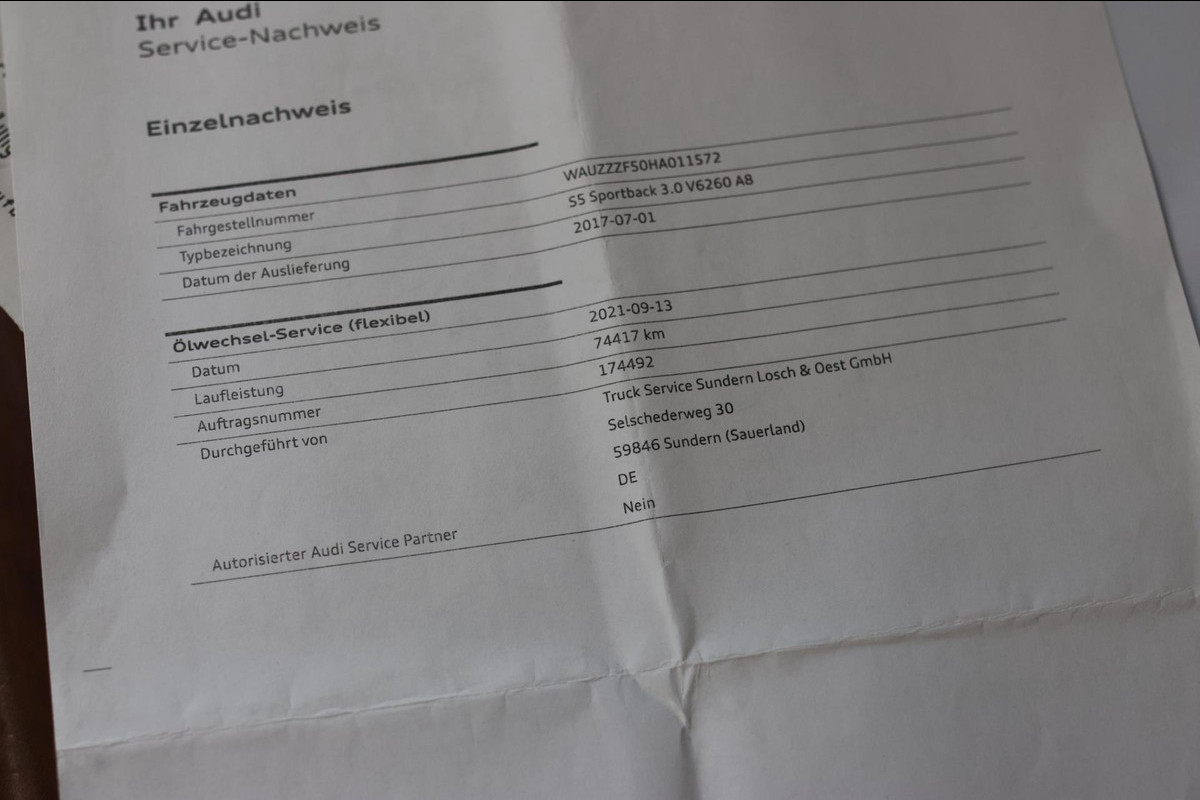 Ihr Audi
Service-Nachweis
Einzelnachweis
Fahrzeugdaten
Fahrgestellnummer WAUZZZF50HA011572
Typbezeichnung S5 Sportback 3.0 V6260 A8
Datum der Auslieferung 2017-07-01
Ölwechsel-Service (flexibel)
Datum 2021-09-13
Laufleistung 74417 km
Auftragsnummer 174492
Durchgeführt von Truck Service Sundern Losch & Oest GmbH
Selschederweg 30
59846 Sundern (Sauerland)
DE
Autorisierter Audi Service Partner Nein